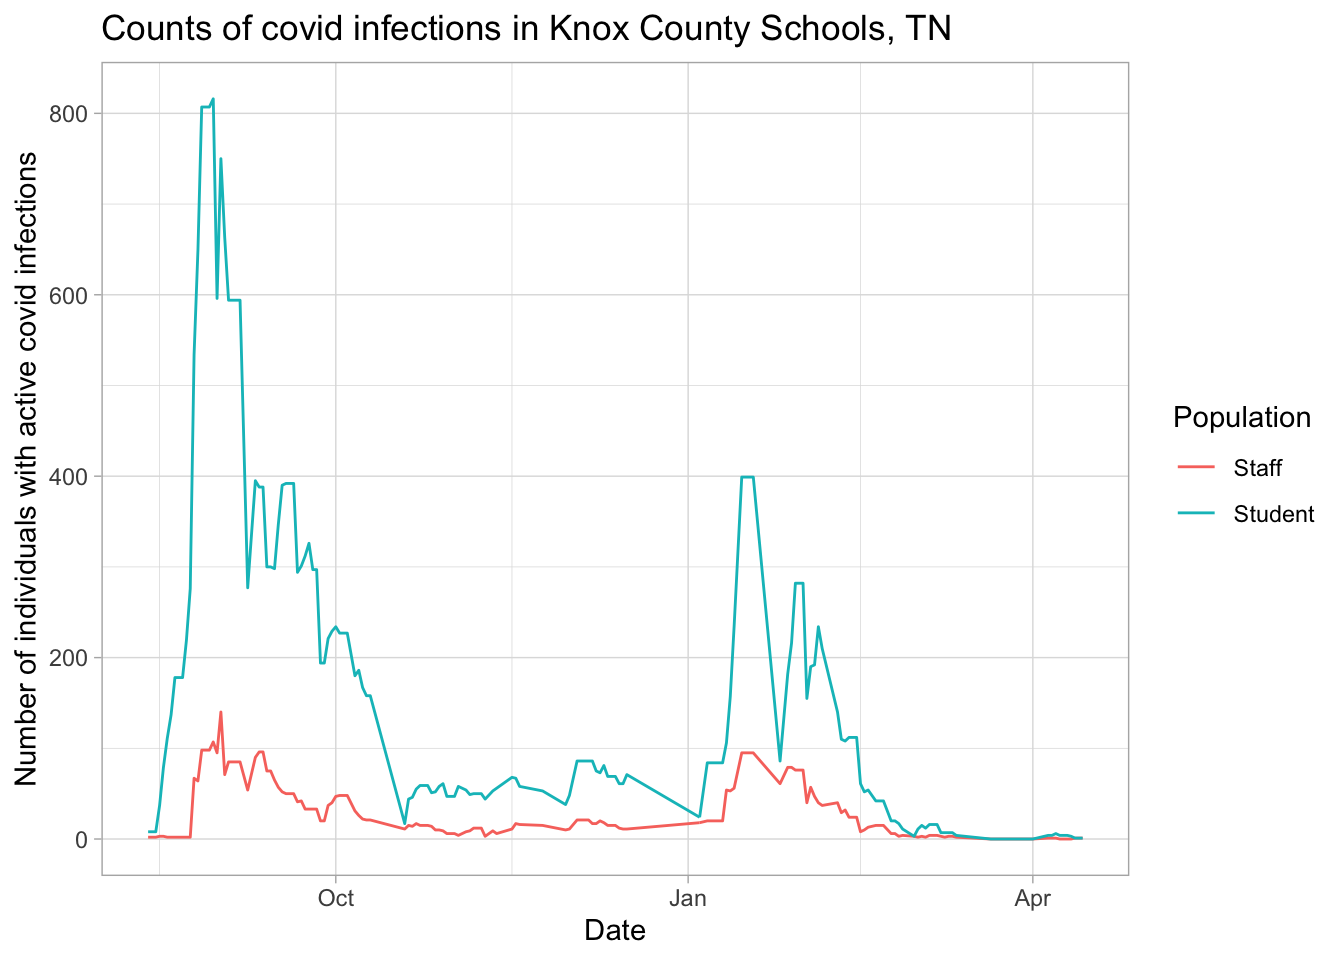 Counts of covid infections in Knox County Schools, TN
Number of individuals with active covid infections
800
600
400
200
0
Oct
Jan
Apr
Date
Population
Staff
Student